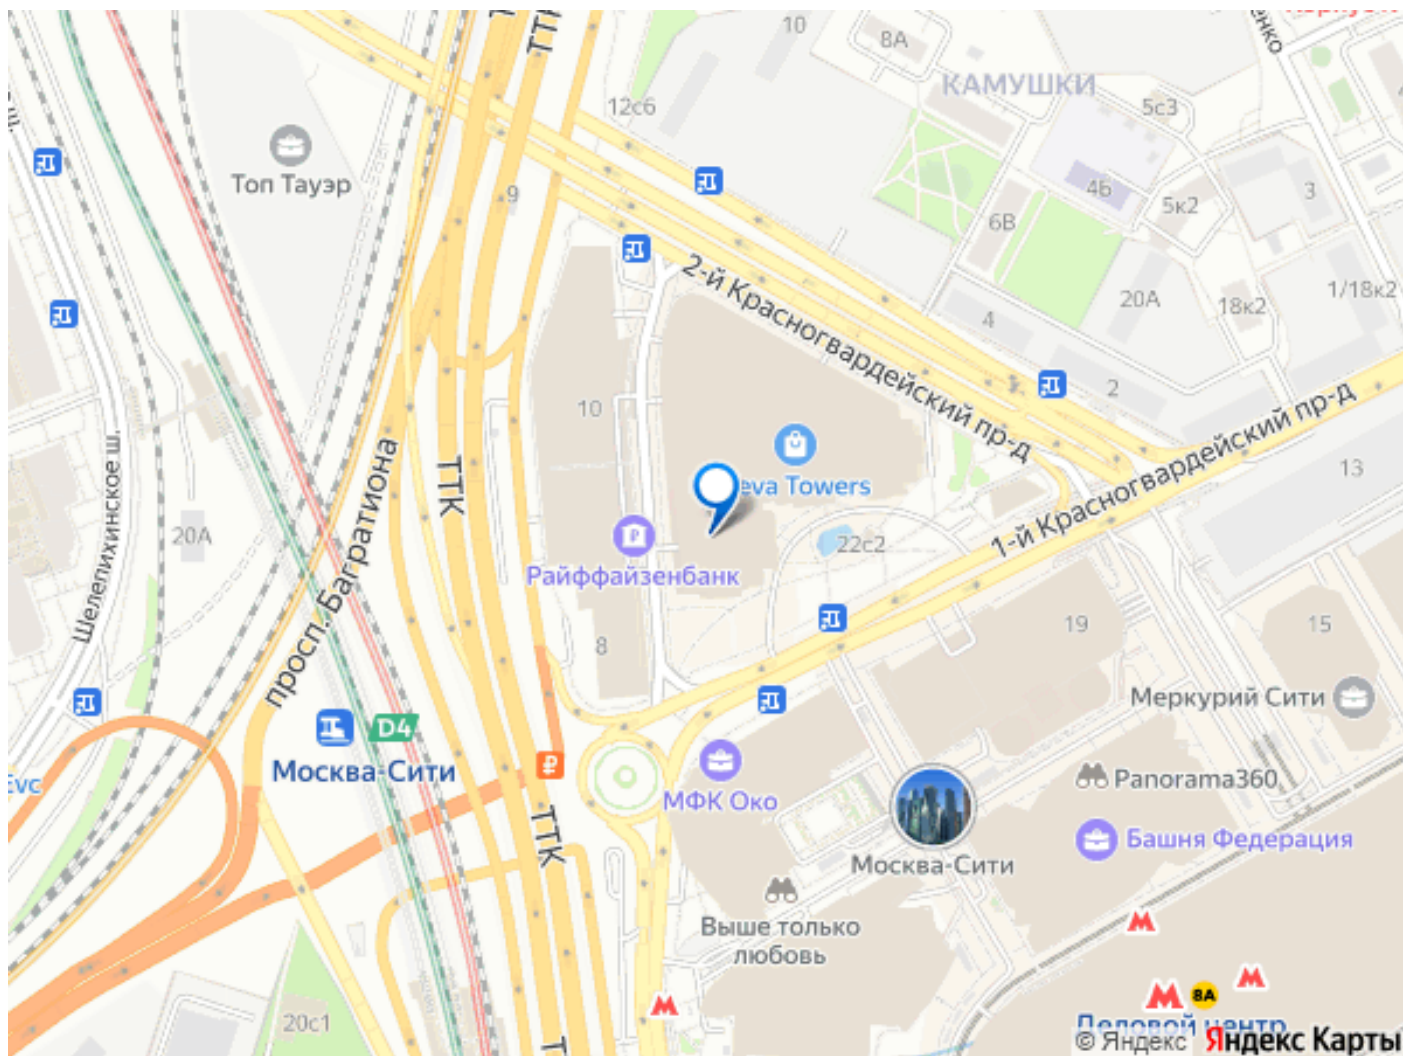 ТТК
10
8А
КАМУШКИ
12с6
5с3
Топ Тауэр
9
4Б
5к2
3
6В
2-й Красногвардейский пр-д
20А
18к2
1/18к2
4
2
10
1-й Красногвардейский пр-д
просп. Багратиона
ТТК
eva Towers
13
Шелепихинское ш.
20А
22с2
Райффайзенбанк
8
19
15
Меркурий Сити
D4
Москва-Сити
₽
МФК Око
Panorama360
Башня Федерация
Москва-Сити
ТТК
Выше только
любовь
8А
20с1
Деловой центр
© Яндекс Яндекс Карты